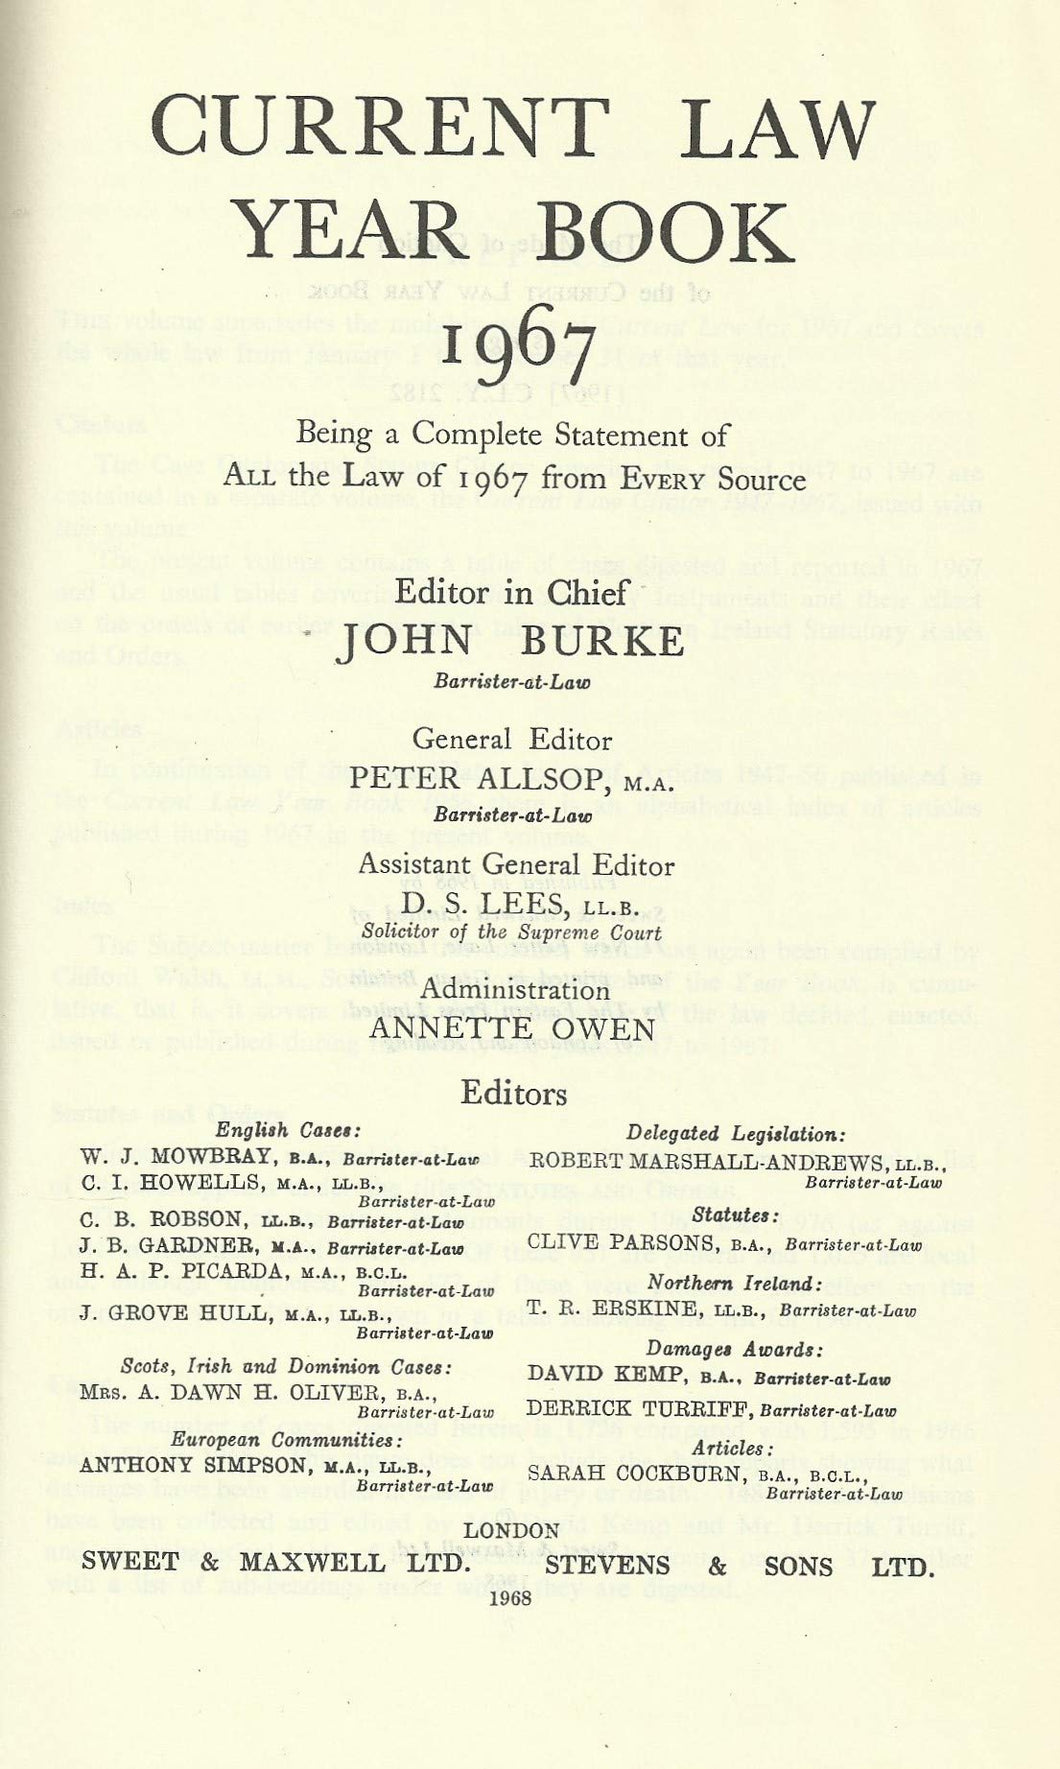 CURRENT LAW
YEAR BOOK
1967
Being a Complete Statement of
ALL the Law of 1967 from EVERY Source
Editor in Chief
JOHN BURKE
Barrister-at-Law
General Editor
PETER ALLSOP, M.A.
Barrister-at-Law
Assistant General Editor
D. S. LEES, LL.B.
Solicitor of the Supreme Court
Administration
ANNETTE OWEN
Editors
English Cases:
W. J. MOWBRAY, B.A., Barrister-at-Law
C. I. HOWELLS, M.A., LL.B.,
Barrister-at-Law
C. B. ROBSON, LL.B., Barrister-at-Law
J. B. GARDNER, M.A., Barrister-at-Law
H. A. P. PICARDA, M.A., B.C.L.
Barrister-at-Law
J. GROVE HULL, M.A., LL.B.,
Barrister-at-Law
Scots, Irish and Dominion Cases:
MRS. A. DAWN H. OLIVER, B.A.,
Barrister-at-Law
European Communities:
ANTHONY SIMPSON, M.A., LL.B.,
Barrister-at-Law
Delegated Legislation:
ROBERT MARSHALL-ANDREWS, LL.B.,
Barrister-at-Law
Statutes:
CLIVE PARSONS, B.A., Barrister-at-Law
Northern Ireland:
T. R. ERSKINE, LL.B., Barrister-at-Law
Damages Awards:
DAVID KEMP, B.A., Barrister-at-Law
DERRICK TURRIFF, Barrister-at-Law
Articles:
SARAH COCKBURN, B.A., B.C.L.,
Barrister-at-Law
LONDON
SWEET & MAXWELL LTD. STEVENS & SONS LTD.
1968